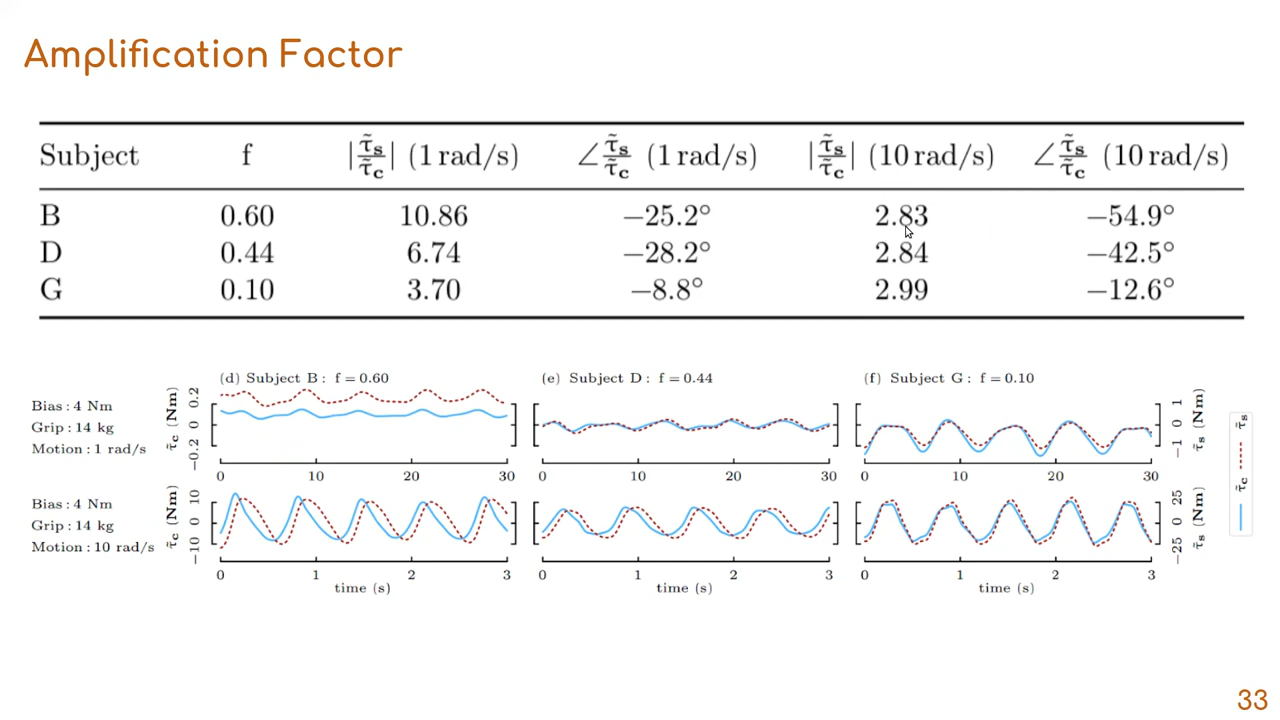 Amplification Factor
Subject f |τ̃s/τ̃c| (1 rad/s) ∠τ̃s/τ̃c (1 rad/s) |τ̃s/τ̃c| (10 rad/s) ∠τ̃s/τ̃c (10 rad/s)
B 0.60 10.86 −25.2° 2.83 −54.9°
D 0.44 6.74 −28.2° 2.84 −42.5°
G 0.10 3.70 −8.8° 2.99 −12.6°
(d) Subject B : f = 0.60 (e) Subject D : f = 0.44 (f) Subject G : f = 0.10
Bias : 4 Nm
Grip : 14 kg
Motion : 1 rad/s
τ̃c (Nm)
−0.2 0 0.2
0 10 20 30
0 10 20 30
0 10 20 30
−1 0 1
τ̃s (Nm)
Bias : 4 Nm
Grip : 14 kg
Motion : 10 rad/s
τ̃c (Nm)
−10 0 10
0 1 2 3
0 1 2 3
0 1 2 3
−25 0 25
τ̃s (Nm)
time (s) time (s) time (s)
τ̃c τ̃s
33